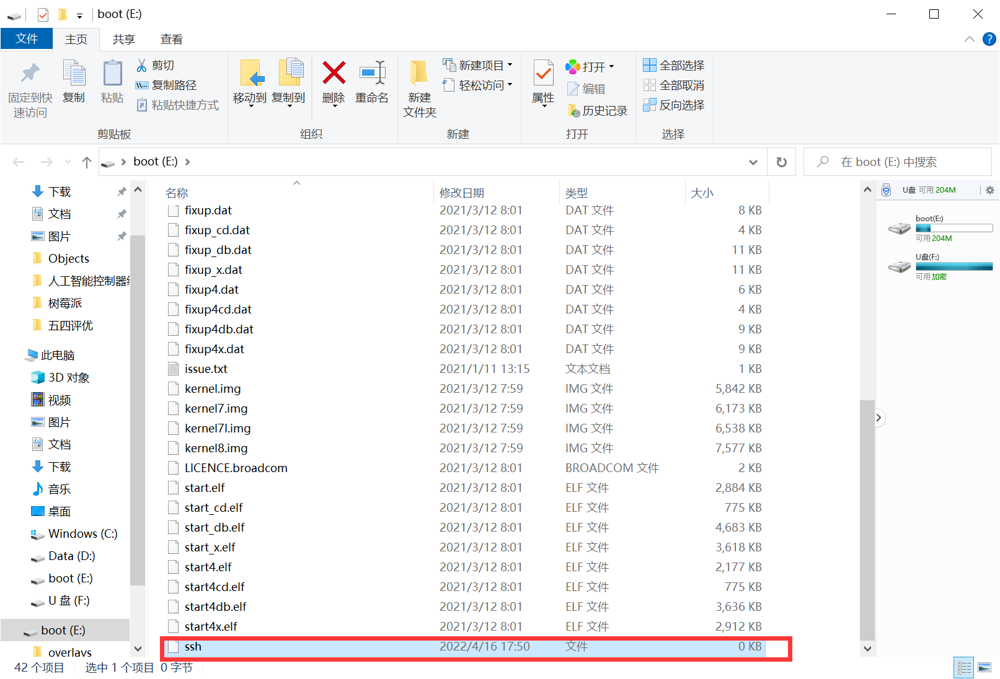 boot (E:)
文件 主页 共享 查看
固定到快速访问
复制
粘贴
剪切
复制路径
粘贴快捷方式
剪贴板
移动到
复制到
删除
重命名
组织
新建
文件夹
新建项目
轻松访问
新建
属性
打开
编辑
历史记录
打开
全部选择
全部取消
反向选择
选择
boot (E:)
在 boot (E:) 中搜索
下载
文档
图片
Objects
人工智能控制器
树莓派
五四评优
此电脑
3D 对象
视频
图片
文档
下载
音乐
桌面
Windows (C:)
Data (D:)
boot (E:)
U 盘 (F:)
boot (E:)
overlays
名称 修改日期 类型 大小
fixup.dat 2021/3/12 8:01 DAT 文件 8 KB
fixup_cd.dat 2021/3/12 8:01 DAT 文件 4 KB
fixup_db.dat 2021/3/12 8:01 DAT 文件 11 KB
fixup_x.dat 2021/3/12 8:01 DAT 文件 11 KB
fixup4.dat 2021/3/12 8:01 DAT 文件 6 KB
fixup4cd.dat 2021/3/12 8:01 DAT 文件 4 KB
fixup4db.dat 2021/3/12 8:01 DAT 文件 9 KB
fixup4x.dat 2021/3/12 8:01 DAT 文件 9 KB
issue.txt 2021/1/11 13:15 文本文档 1 KB
kernel.img 2021/3/12 7:59 IMG 文件 5,842 KB
kernel7.img 2021/3/12 7:59 IMG 文件 6,173 KB
kernel7l.img 2021/3/12 7:59 IMG 文件 6,538 KB
kernel8.img 2021/3/12 7:59 IMG 文件 7,577 KB
LICENCE.broadcom 2021/3/12 8:01 BROADCOM 文件 2 KB
start.elf 2021/3/12 8:01 ELF 文件 2,884 KB
start_cd.elf 2021/3/12 8:01 ELF 文件 775 KB
start_db.elf 2021/3/12 8:01 ELF 文件 4,683 KB
start_x.elf 2021/3/12 8:01 ELF 文件 3,618 KB
start4.elf 2021/3/12 8:01 ELF 文件 2,177 KB
start4cd.elf 2021/3/12 8:01 ELF 文件 775 KB
start4db.elf 2021/3/12 8:01 ELF 文件 3,636 KB
start4x.elf 2021/3/12 8:01 ELF 文件 2,912 KB
ssh 2022/4/16 17:50 文件 0 KB
U盘 可用 204M
boot(E:)
可用 204M
U盘(F:)
可用 加密
42 个项目 选中 1 个项目 0 字节